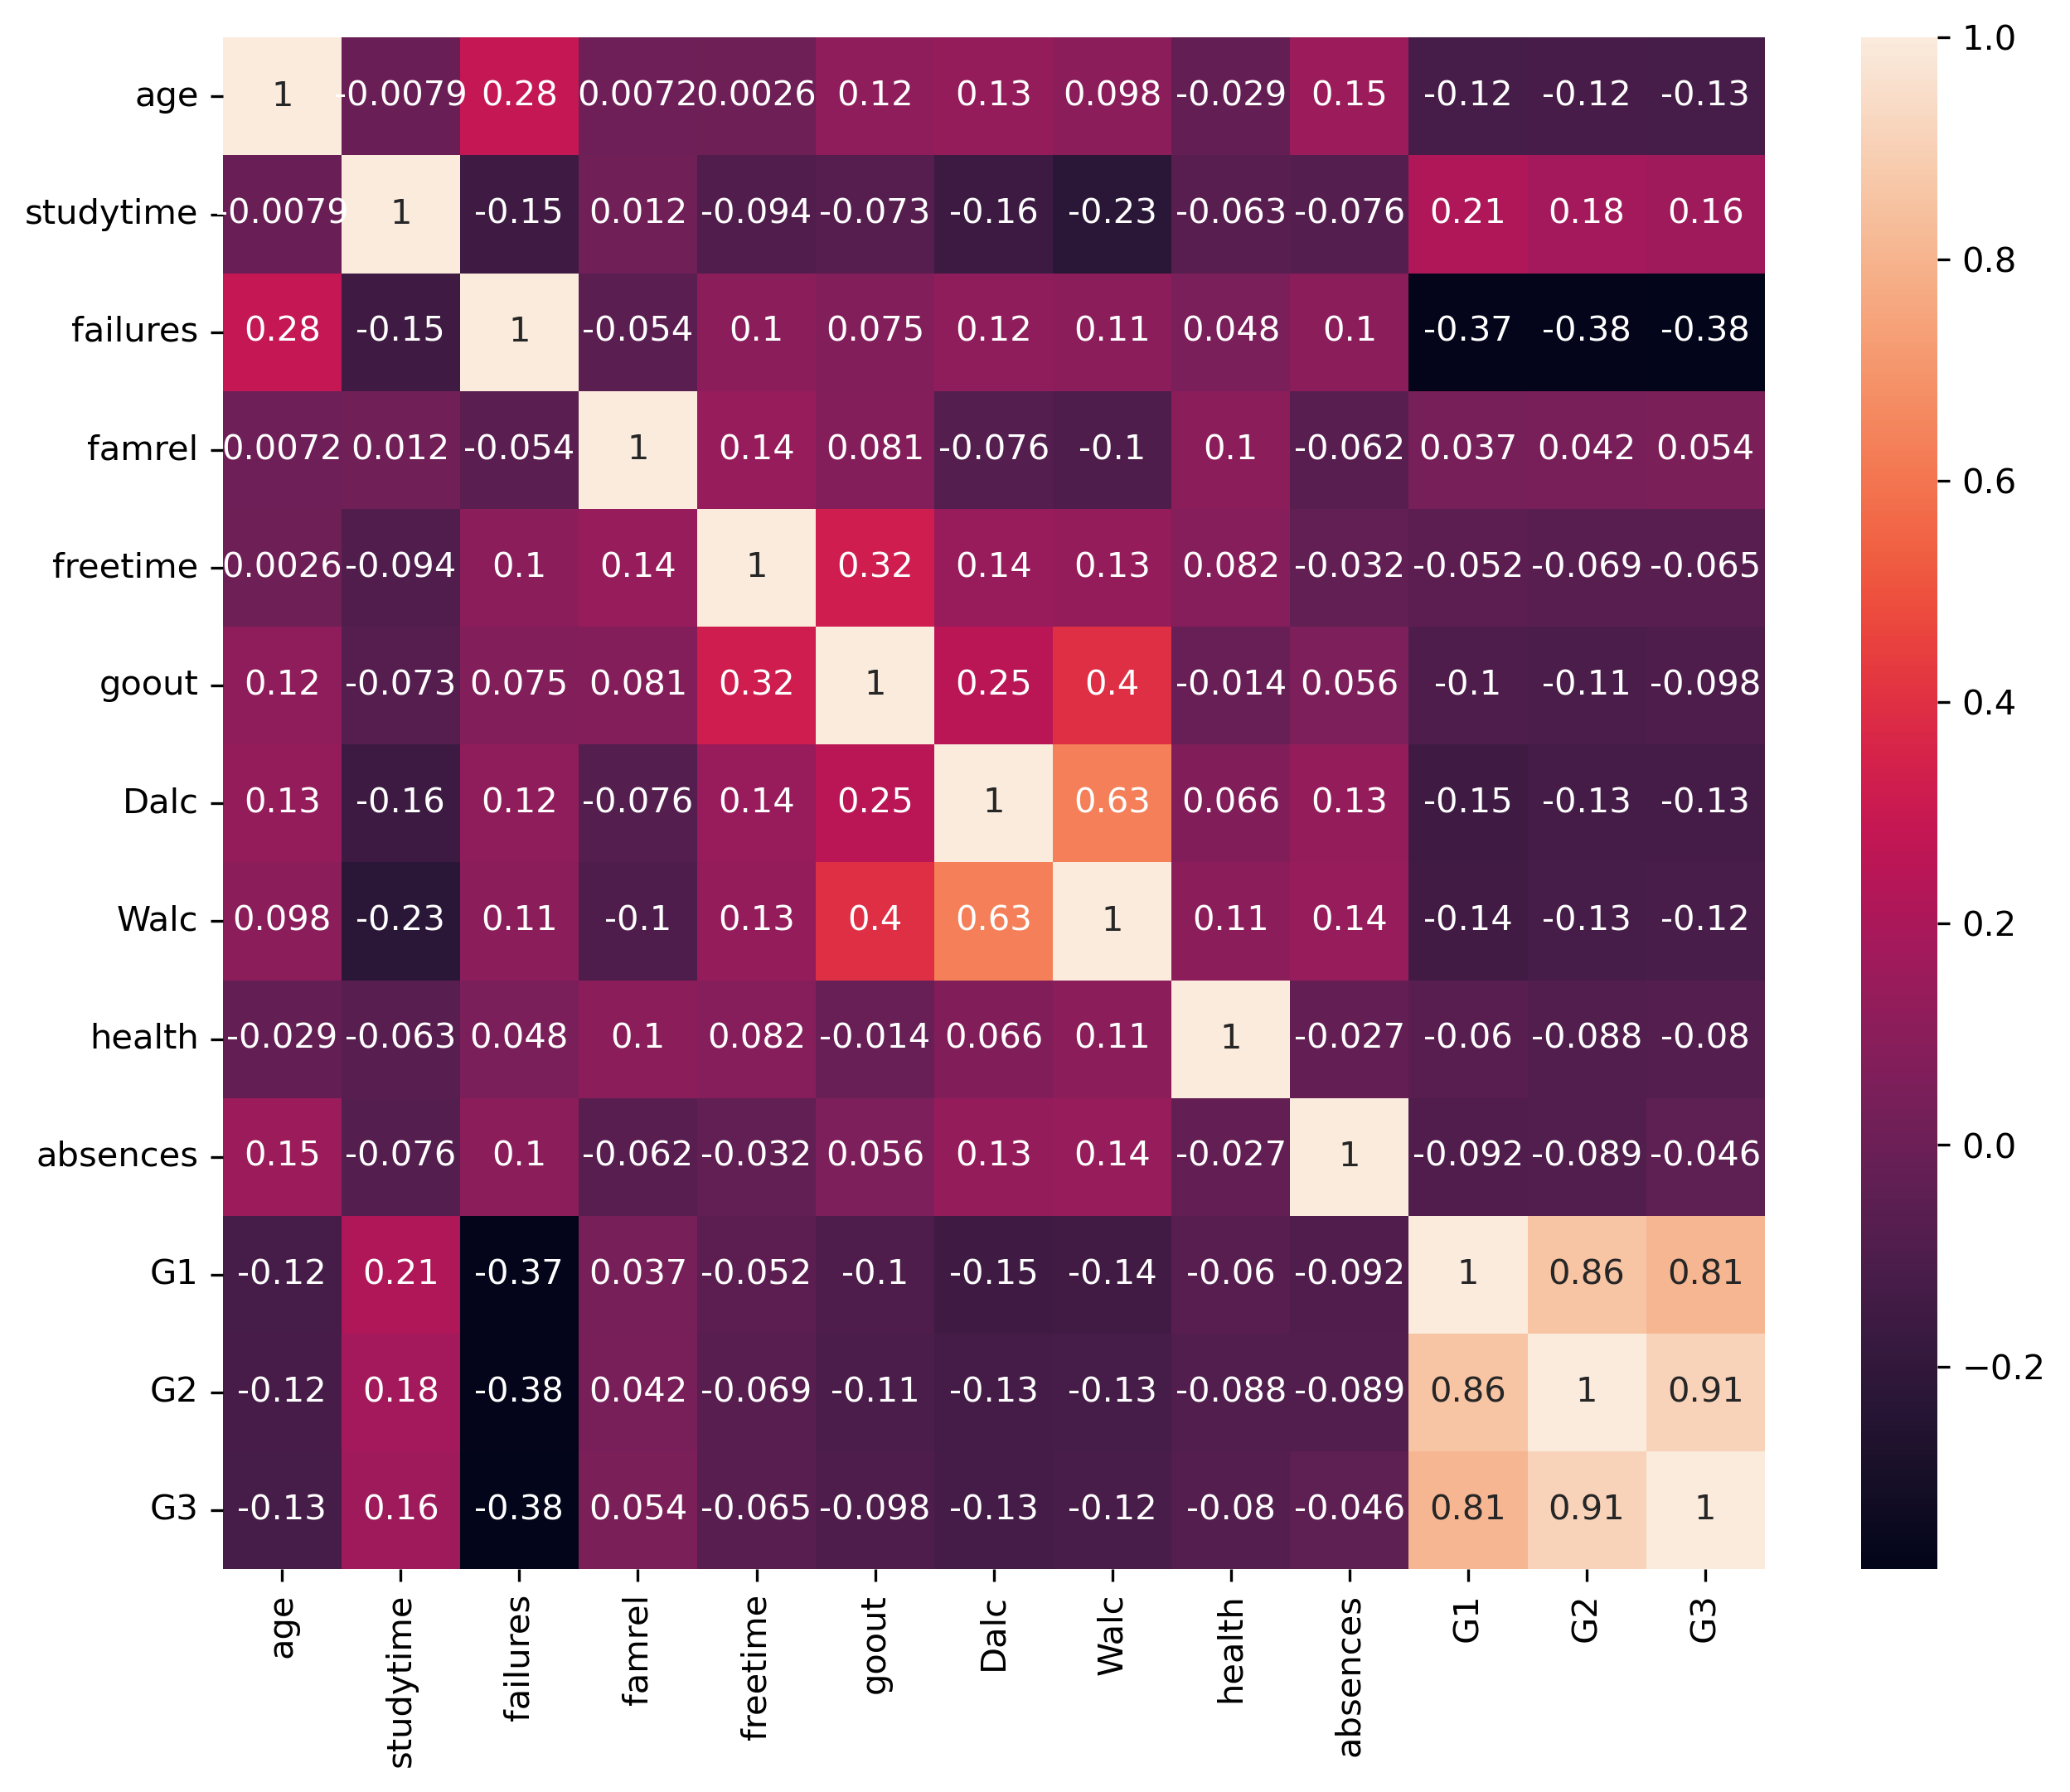 age 1 -0.0079 0.28 0.0072 0.0026 0.12 0.13 0.098 -0.029 0.15 -0.12 -0.12 -0.13
studytime -0.0079 1 -0.15 0.012 -0.094 -0.073 -0.16 -0.23 -0.063 -0.076 0.21 0.18 0.16
failures 0.28 -0.15 1 -0.054 0.1 0.075 0.12 0.11 0.048 0.1 -0.37 -0.38 -0.38
famrel 0.0072 0.012 -0.054 1 0.14 0.081 -0.076 -0.1 0.1 -0.062 0.037 0.042 0.054
freetime 0.0026 -0.094 0.1 0.14 1 0.32 0.14 0.13 0.082 -0.032 -0.052 -0.069 -0.065
goout 0.12 -0.073 0.075 0.081 0.32 1 0.25 0.4 -0.014 0.056 -0.1 -0.11 -0.098
Dalc 0.13 -0.16 0.12 -0.076 0.14 0.25 1 0.63 0.066 0.13 -0.15 -0.13 -0.13
Walc 0.098 -0.23 0.11 -0.1 0.13 0.4 0.63 1 0.11 0.14 -0.14 -0.13 -0.12
health -0.029 -0.063 0.048 0.1 0.082 -0.014 0.066 0.11 1 -0.027 -0.06 -0.088 -0.08
absences 0.15 -0.076 0.1 -0.062 -0.032 0.056 0.13 0.14 -0.027 1 -0.092 -0.089 -0.046
G1 -0.12 0.21 -0.37 0.037 -0.052 -0.1 -0.15 -0.14 -0.06 -0.092 1 0.86 0.81
G2 -0.12 0.18 -0.38 0.042 -0.069 -0.11 -0.13 -0.13 -0.088 -0.089 0.86 1 0.91
G3 -0.13 0.16 -0.38 0.054 -0.065 -0.098 -0.13 -0.12 -0.08 -0.046 0.81 0.91 1
age studytime failures famrel freetime goout Dalc Walc health absences G1 G2 G3
1.0
0.8
0.6
0.4
0.2
0.0
−0.2